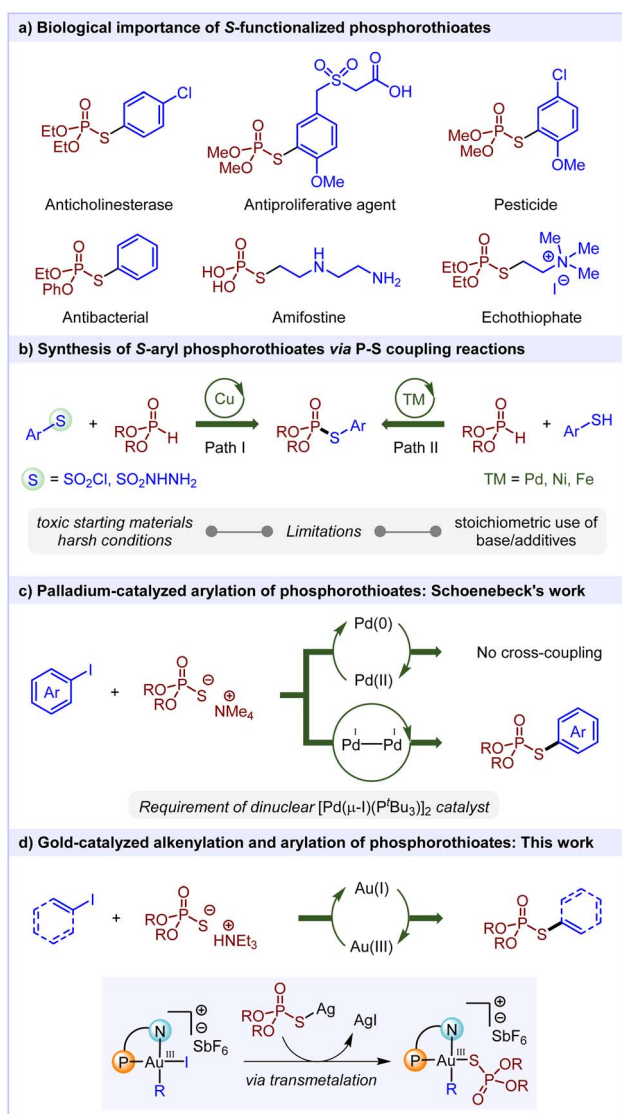 a) Biological importance of S-functionalized phosphorothioates
O
EtO P S
EtO
Cl
Anticholinesterase
O O
S
O
OH
O
MeO P S
MeO
OMe
Antiproliferative agent
Cl
O
MeO P S
MeO
OMe
Pesticide
O
EtO P S
PhO
Antibacterial
O
HO P S
HO
H
N
NH2
Amifostine
O
EtO P S
EtO
Me
N Me
Me
+
I −
Echothiophate
b) Synthesis of S-aryl phosphorothioates via P-S coupling reactions
Ar S
+
O
RO P H
RO
Cu
Path I
O
RO P S Ar
RO
TM
Path II
O
RO P H
RO
+
Ar SH
S = SO2Cl, SO2NHNH2
TM = Pd, Ni, Fe
toxic starting materials
harsh conditions
Limitations
stoichiometric use of
base/additives
c) Palladium-catalyzed arylation of phosphorothioates: Schoenebeck's work
Ar I
+
O
RO P S −
RO
+
NMe4
Pd(0)
Pd(II)
No cross-coupling
I I
Pd—Pd
O
RO P S Ar
RO
Requirement of dinuclear [Pd(μ-I)(PtBu3)]2 catalyst
d) Gold-catalyzed alkenylation and arylation of phosphorothioates: This work
I
+
O
RO P S −
RO
+
HNEt3
Au(I)
Au(III)
O
RO P S
RO
N
P Au III I
R
+
−
SbF6
O
RO P S Ag
RO
AgI
via transmetalation
N
P Au III S
R
O P OR
OR
+
−
SbF6